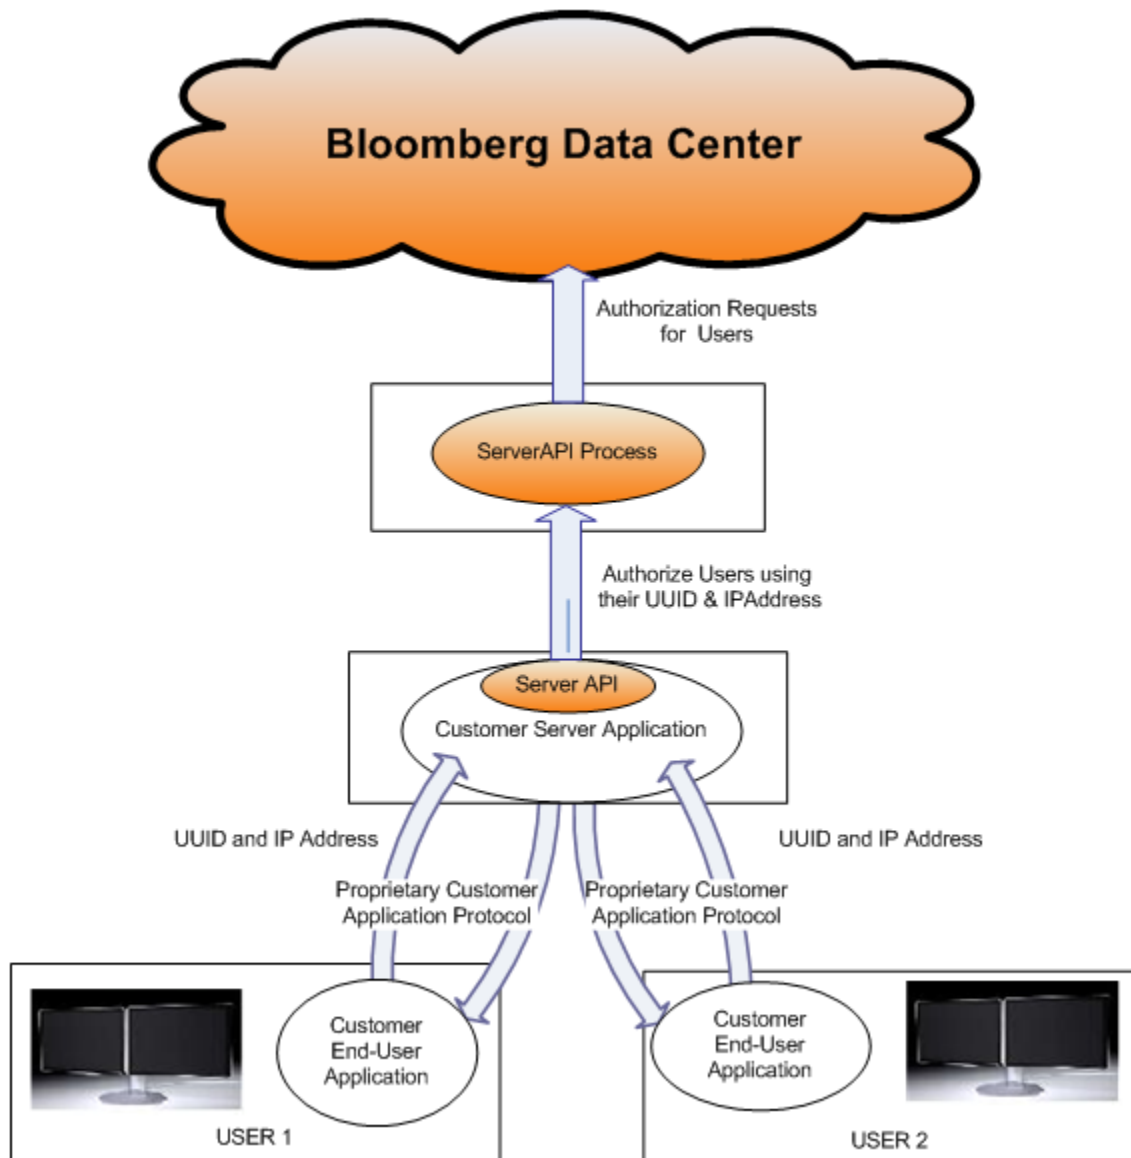 Bloomberg Data Center
Authorization Requests
for Users
ServerAPI Process
Authorize Users using
their UUID & IPAddress
Server API
Customer Server Application
UUID and IP Address
UUID and IP Address
Proprietary Customer
Application Protocol
Proprietary Customer
Application Protocol
Customer
End-User
Application
USER 1
Customer
End-User
Application
USER 2